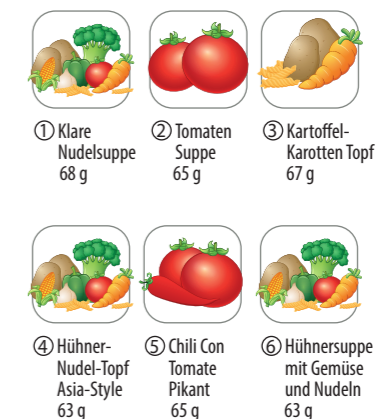 ① Klare
Nudelsuppe
68 g
② Tomaten
Suppe
65 g
③ Kartoffel-
Karotten Topf
67 g
④ Hühner-
Nudel-Topf
Asia-Style
63 g
⑤ Chili Con
Tomate
Pikant
65 g
⑥ Hühnersuppe
mit Gemüse
und Nudeln
63 g